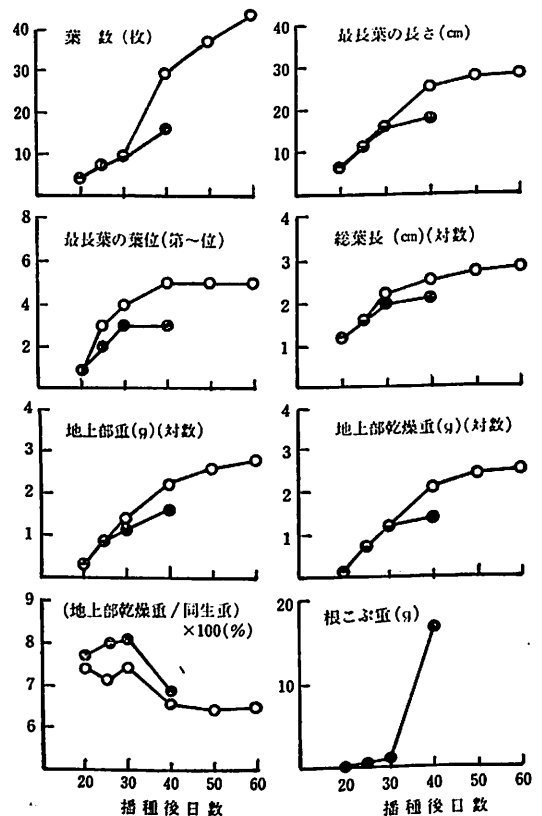 葉数(枚)
40
30
20
10
最長葉の長さ(cm)
40
30
20
10
最長葉の葉位(第～位)
8
6
4
2
総葉長(cm)(対数)
4
3
2
1
地上部重(g)(対数)
4
3
2
1
地上部乾燥重(g)(対数)
4
3
2
1
(地上部乾燥重/同生重)
×100(%)
9
8
7
6
20 30 40 50 60
播種後日数
根こぶ重(g)
20
10
20 30 40 50 60
播種後日数